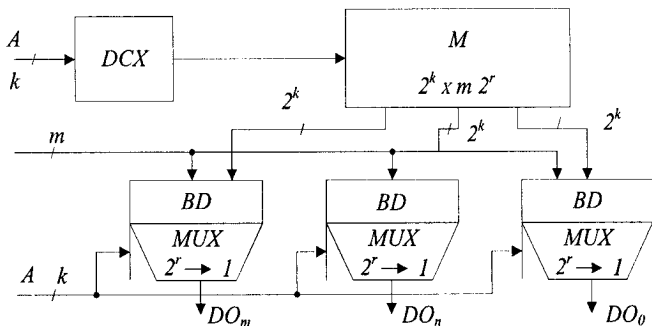 A
k
DCX
M
2^k x m 2^r
2^k
2^k
2^k
m
BD
BD
BD
MUX
2^r → 1
MUX
2^r → 1
MUX
2^r → 1
A k
DO_m
DO_n
DO_0